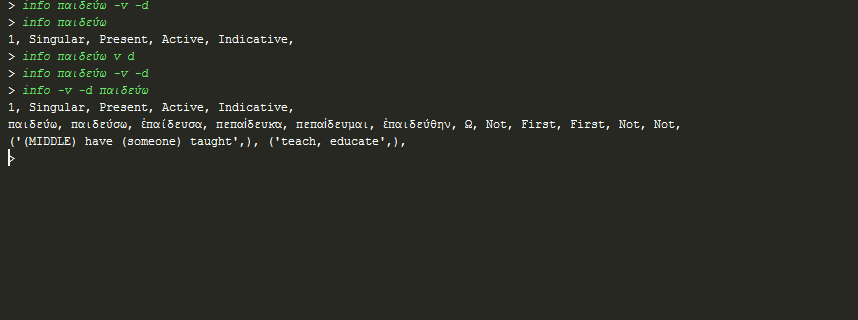 > info παιδεύω -v -d
> info παιδεύω
1, Singular, Present, Active, Indicative,
> info παιδεύω v d
> info παιδεύω -v -d
> info -v -d παιδεύω
1, Singular, Present, Active, Indicative,
παιδεύω, παιδεύσω, ἐπαίδευσα, πεπαίδευκα, πεπαίδευμαι, ἐπαιδεύθην, Ω, Not, First, First, Not, Not,
('(MIDDLE) have (someone) taught',), ('teach, educate',),
>